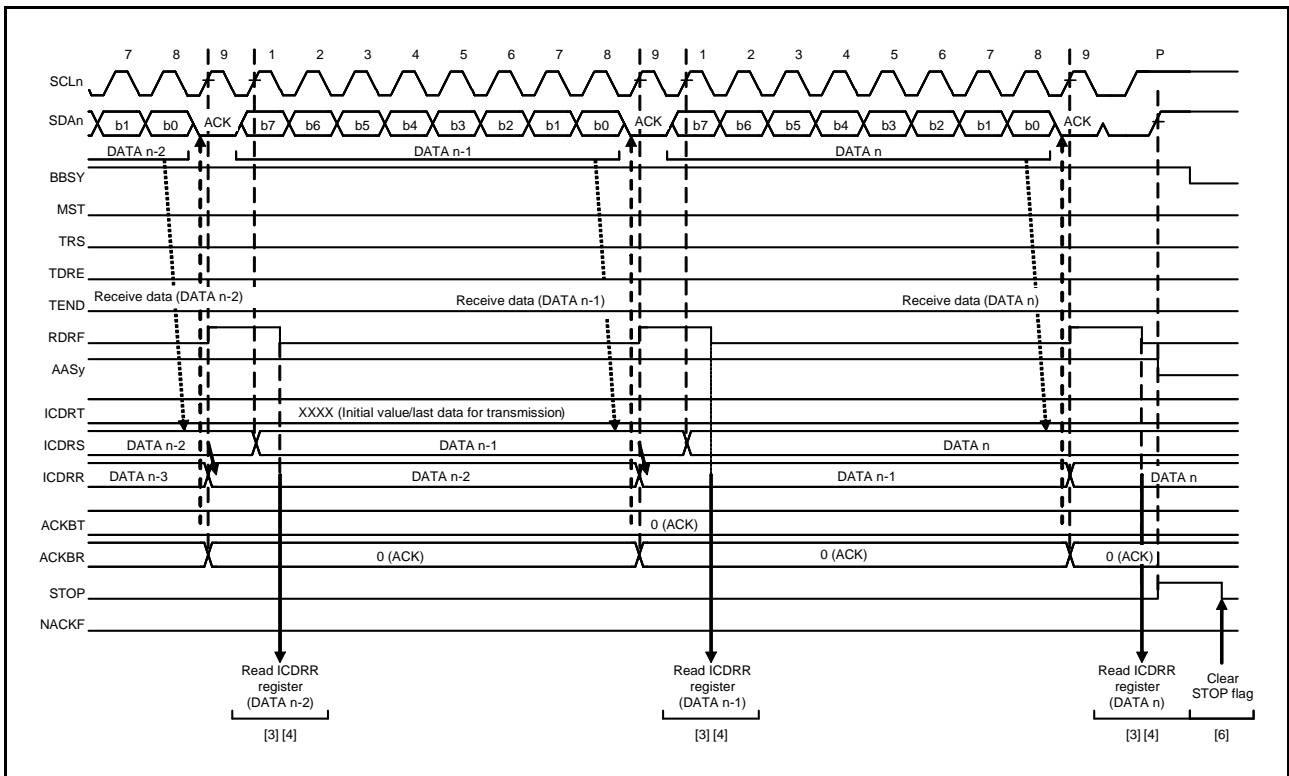 7 8 9 1 2 3 4 5 6 7 8 9 1 2 3 4 5 6 7 8 9 P
SCLn
SDAn b1 b0 ACK b7 b6 b5 b4 b3 b2 b1 b0 ACK b7 b6 b5 b4 b3 b2 b1 b0 ACK
DATA n-2 DATA n-1 DATA n
BBSY
MST
TRS
TDRE
Receive data (DATA n-2) Receive data (DATA n-1) Receive data (DATA n)
TEND
RDRF
AASy
ICDRT XXXX (Initial value/last data for transmission)
ICDRS DATA n-2 DATA n-1 DATA n
ICDRR DATA n-3 DATA n-2 DATA n-1 DATA n
ACKBT 0 (ACK)
ACKBR 0 (ACK) 0 (ACK) 0 (ACK)
STOP
NACKF
Read ICDRR
register
(DATA n-2)
[3] [4]
Read ICDRR
register
(DATA n-1)
[3] [4]
Read ICDRR
register
(DATA n)
[3] [4]
Clear
STOP flag
[6]